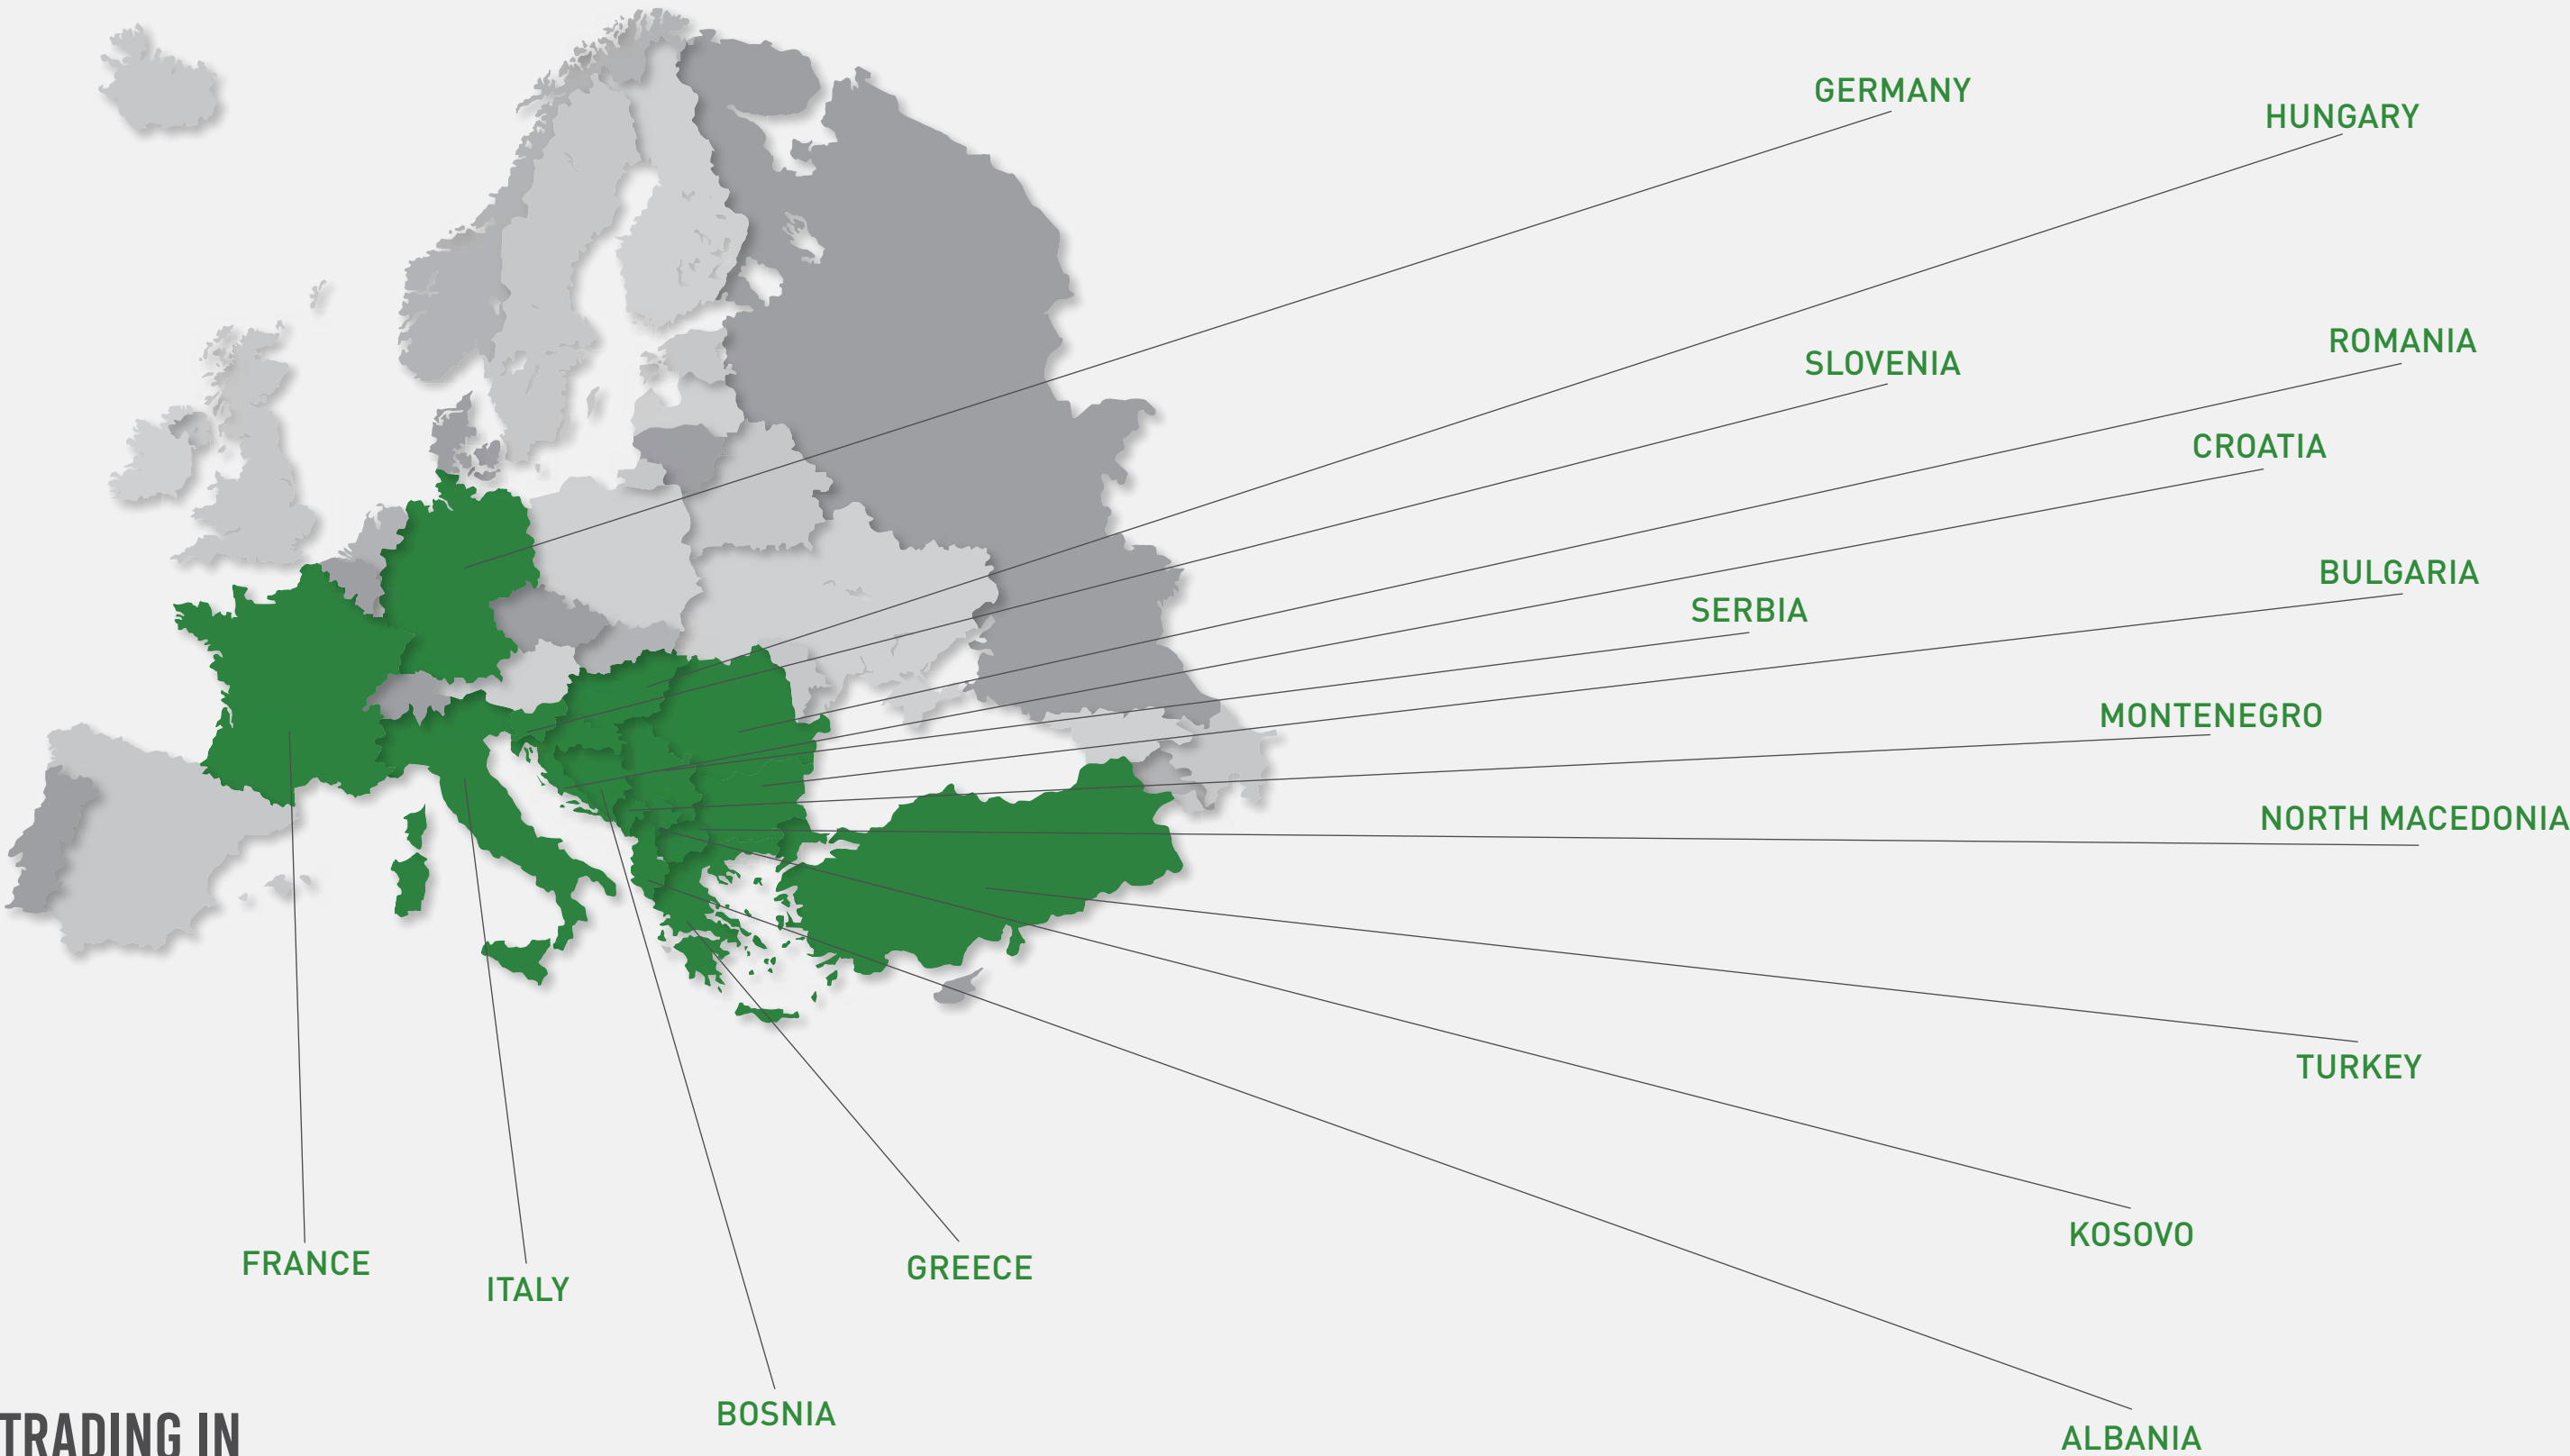 GERMANY
HUNGARY
ROMANIA
SLOVENIA
CROATIA
BULGARIA
SERBIA
MONTENEGRO
NORTH MACEDONIA
TURKEY
KOSOVO
FRANCE
GREECE
ITALY
BOSNIA
ALBANIA
TRADING IN